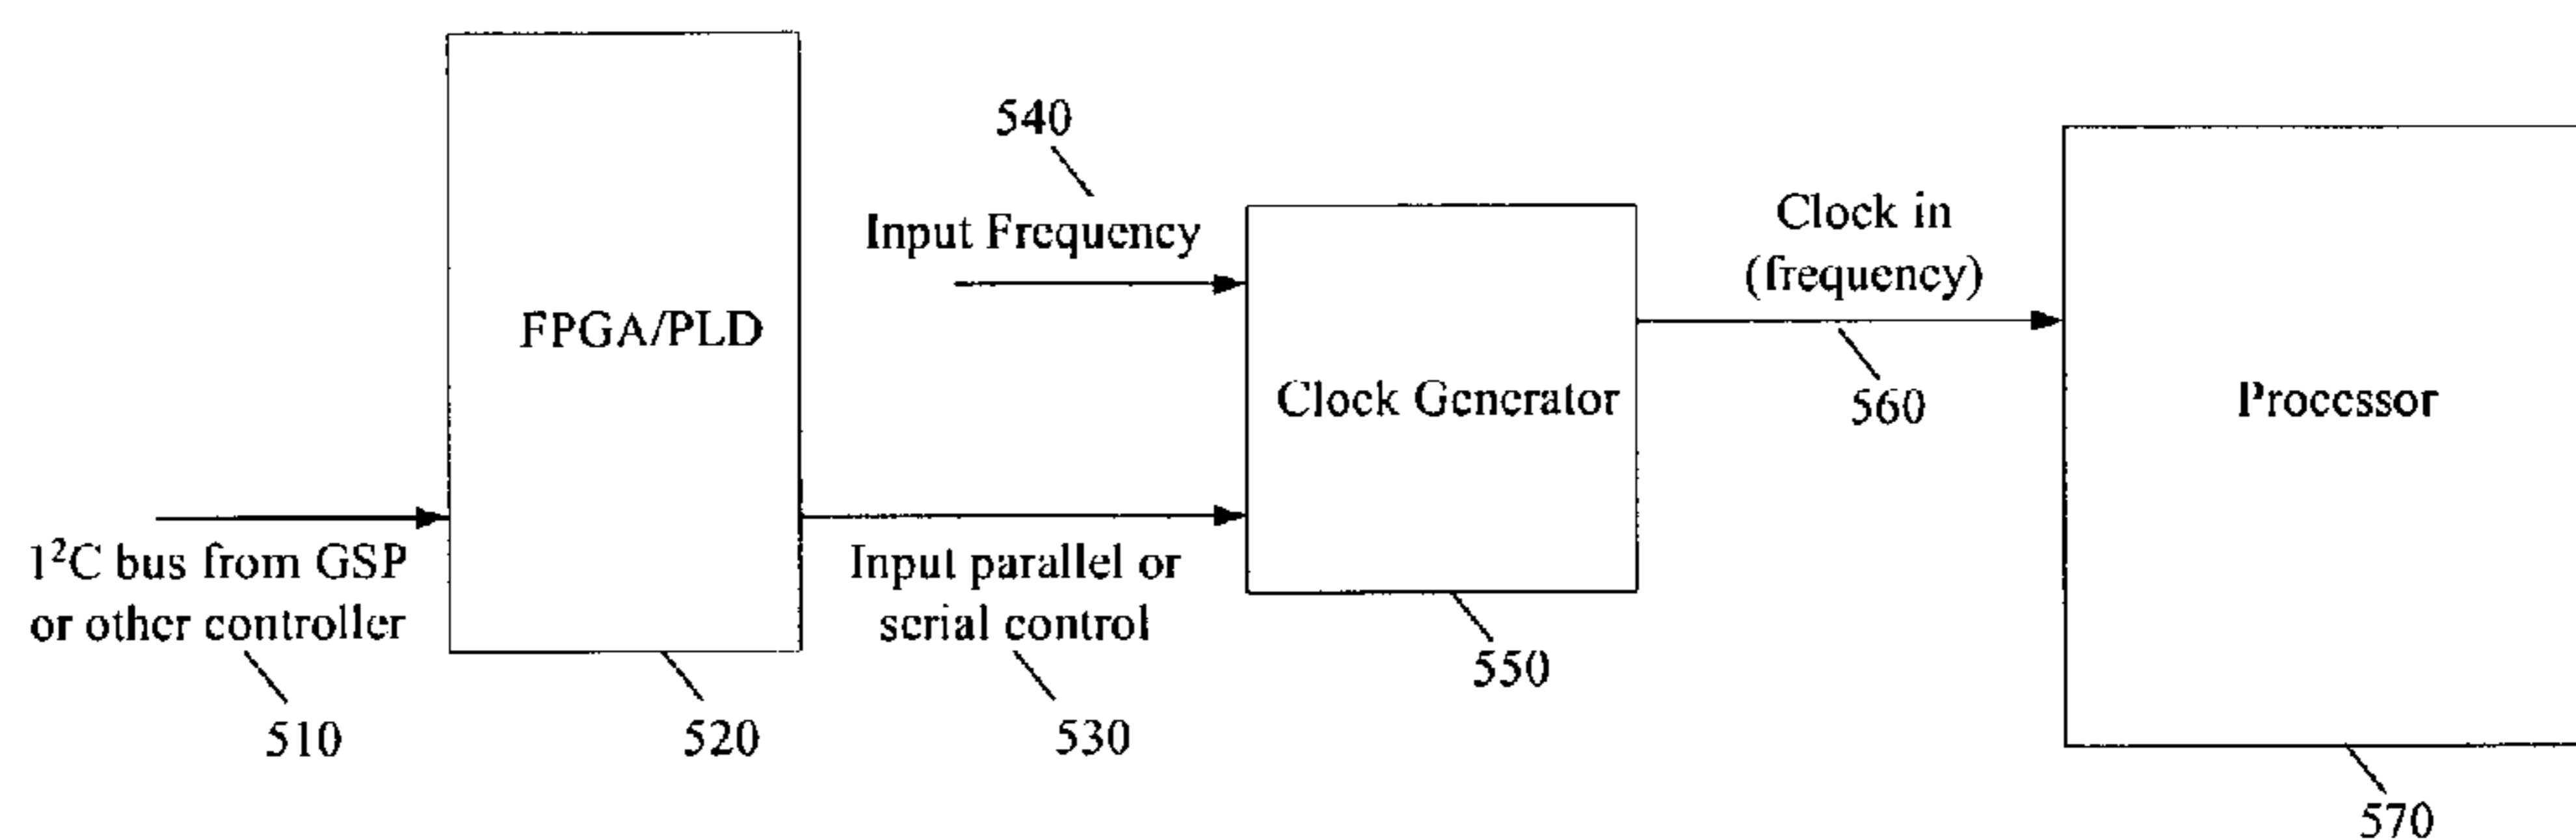 540
Input Frequency
Clock in
(frequency)
FPGA/PLD
Clock Generator
560
Processor
I²C bus from GSP
or other controller
Input parallel or
serial control
510
520
530
550
570